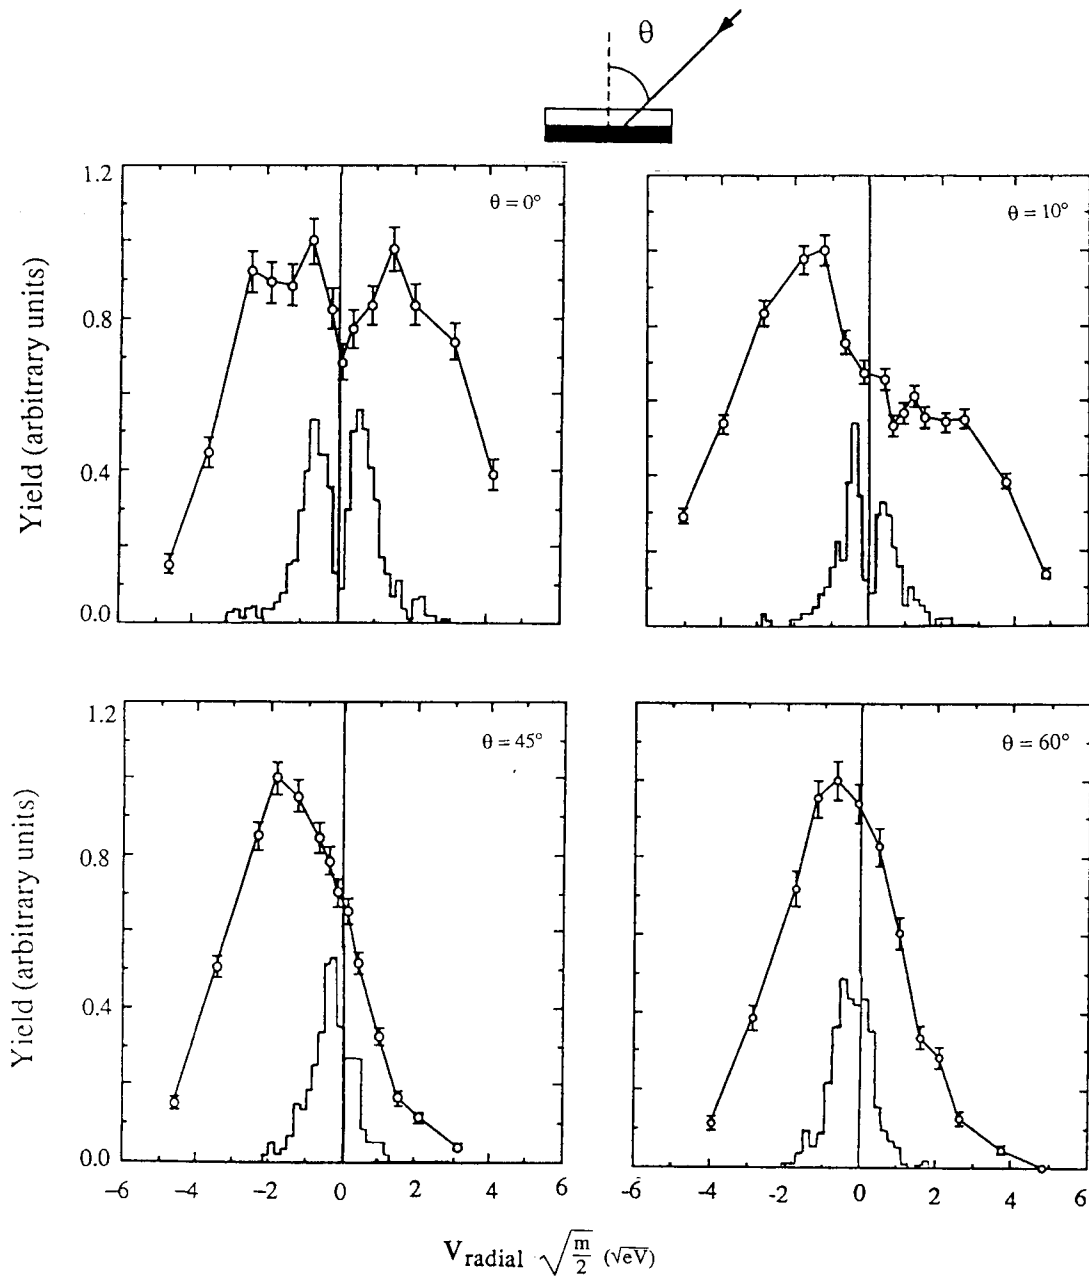 θ
1.2
0.8
0.4
0.0
Yield (arbitrary units)
θ = 0°
θ = 10°
1.2
0.8
0.4
0.0
Yield (arbitrary units)
θ = 45°
θ = 60°
−6 −4 −2 0 2 4 6
-6 -4 -2 0 2 4 6
V radial √m/2 (√eV)